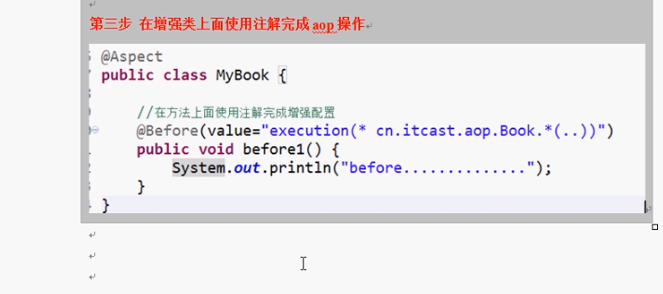 第三步 在增强类上面使用注解完成 aop 操作
@Aspect
public class MyBook {
//在方法上面使用注解完成增强配置
@Before(value="execution(* cn.itcast.aop.Book.*(..))")
public void before1() {
System.out.println("before..............");
}
}